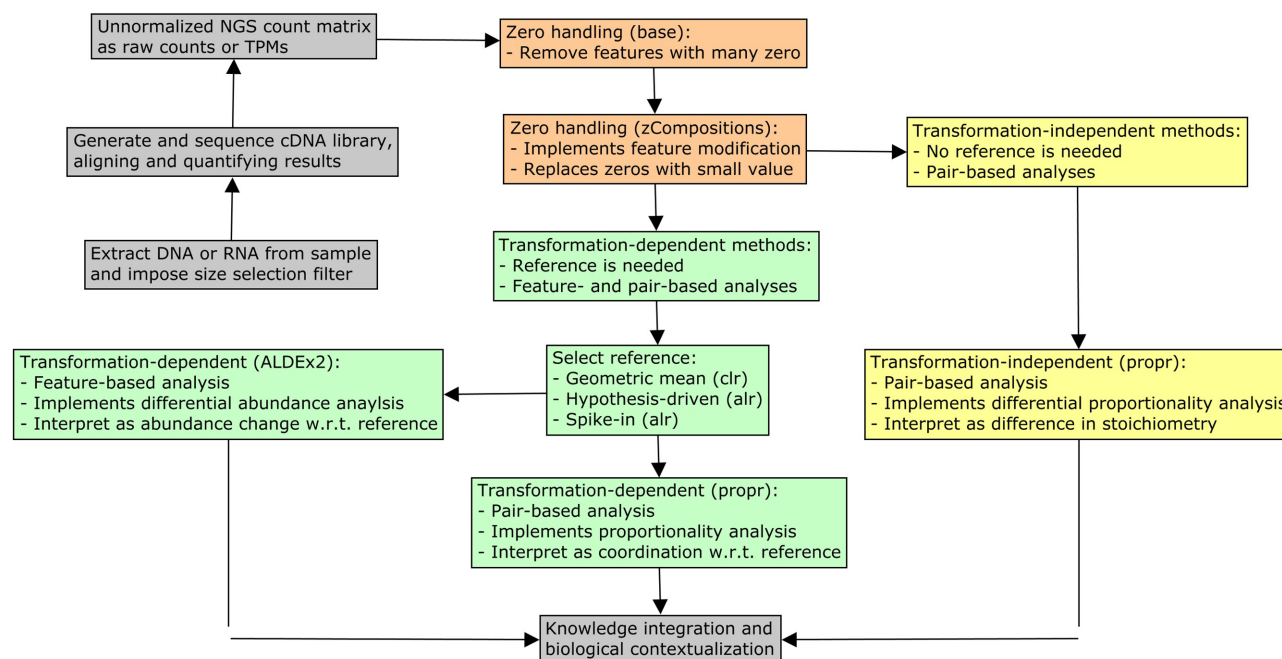 Unnormalized NGS count matrix
as raw counts or TPMs
Zero handling (base):
- Remove features with many zero
Generate and sequence cDNA library,
aligning and quantifying results
Zero handling (zCompositions):
- Implements feature modification
- Replaces zeros with small value
Transformation-independent methods:
- No reference is needed
- Pair-based analyses
Extract DNA or RNA from sample
and impose size selection filter
Transformation-dependent methods:
- Reference is needed
- Feature- and pair-based analyses
Transformation-dependent (ALDEx2):
- Feature-based analysis
- Implements differential abundance anaylsis
- Interpret as abundance change w.r.t. reference
Select reference:
- Geometric mean (clr)
- Hypothesis-driven (alr)
- Spike-in (alr)
Transformation-independent (propr):
- Pair-based analysis
- Implements differential proportionality analysis
- Interpret as difference in stoichiometry
Transformation-dependent (propr):
- Pair-based analysis
- Implements proportionality analysis
- Interpret as coordination w.r.t. reference
Knowledge integration and
biological contextualization